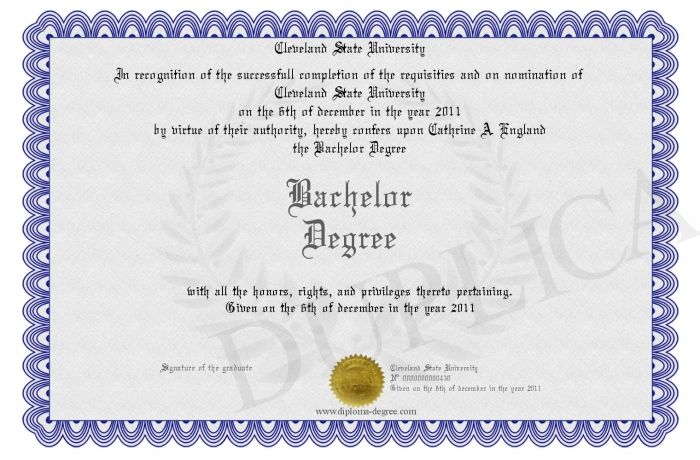 Cleveland State University
In recognition of the successfull completion of the requisities and on nomination of
Cleveland State University
on the 6th of december in the year 2011
by virtue of their authority, hereby confers upon Cathrine A. England
the Bachelor Degree
Bachelor
Degree
with all the honors, rights, and privileges thereto pertaining.
Given on the 6th of december in the year 2011
DUPLICA
Signature of the graduate
Cleveland State University
Nº 0000000000430
Given on the 6th of december in the year 2011
www.diploma-degree.com